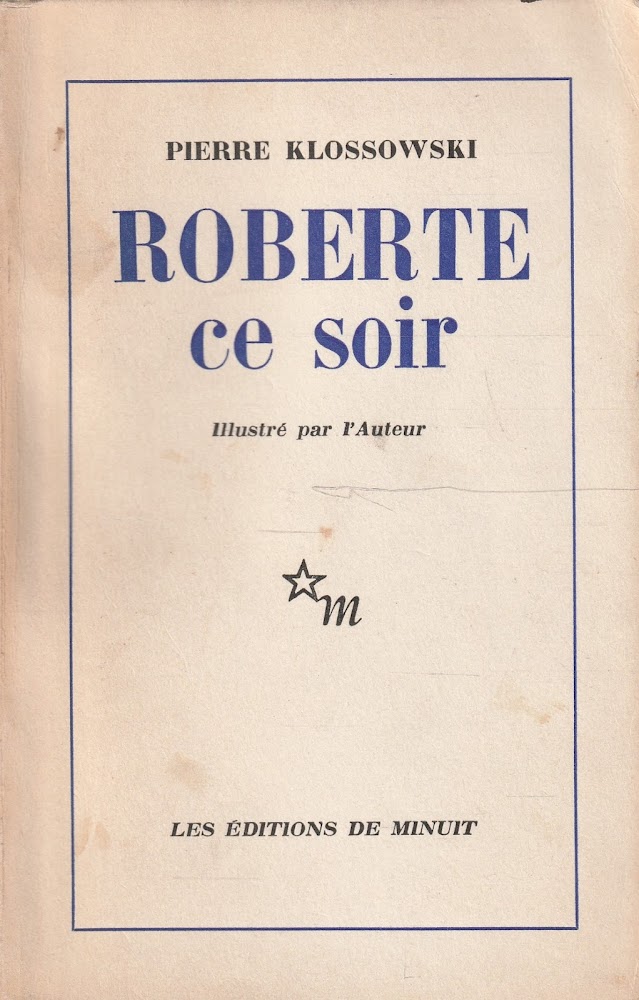 PIERRE KLOSSOWSKI
ROBERTE
ce soir
Illustré par l'Auteur
m
LES ÉDITIONS DE MINUIT